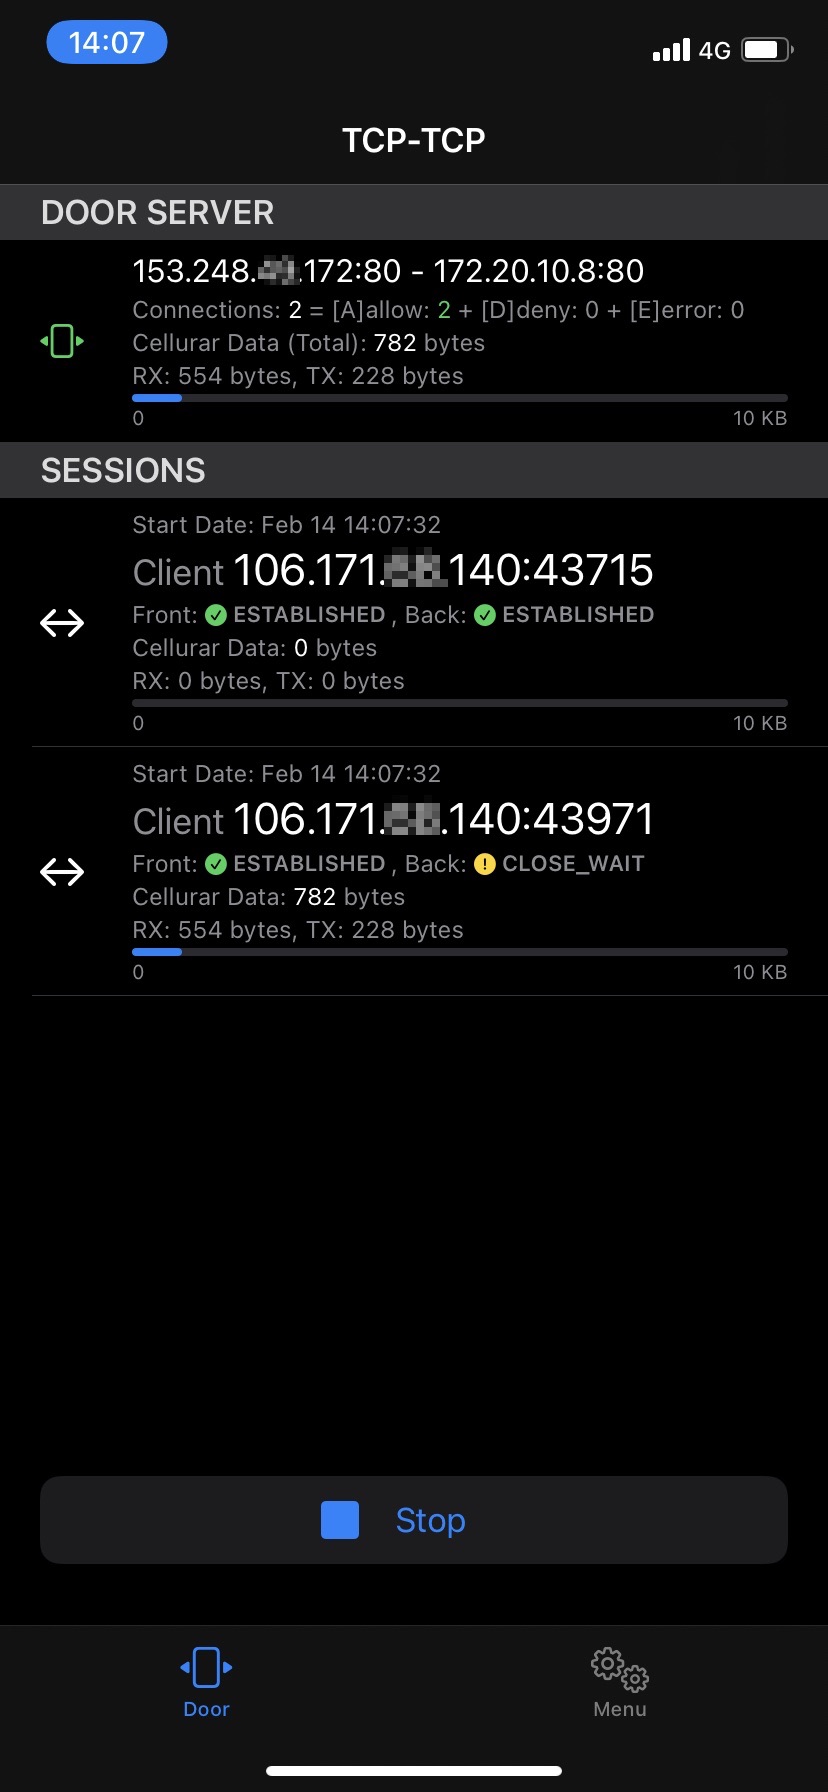 14:07
4G
TCP-TCP
DOOR SERVER
153.248. .172:80 - 172.20.10.8:80
Connections: 2 = [A]allow: 2 + [D]deny: 0 + [E]error: 0
Cellurar Data (Total): 782 bytes
RX: 554 bytes, TX: 228 bytes
0 10 KB
SESSIONS
Start Date: Feb 14 14:07:32
Client 106.171. .140:43715
Front: ESTABLISHED , Back: ESTABLISHED
Cellurar Data: 0 bytes
RX: 0 bytes, TX: 0 bytes
0 10 KB
Start Date: Feb 14 14:07:32
Client 106.171. .140:43971
Front: ESTABLISHED , Back: CLOSE_WAIT
Cellurar Data: 782 bytes
RX: 554 bytes, TX: 228 bytes
0 10 KB
Stop
Door Menu